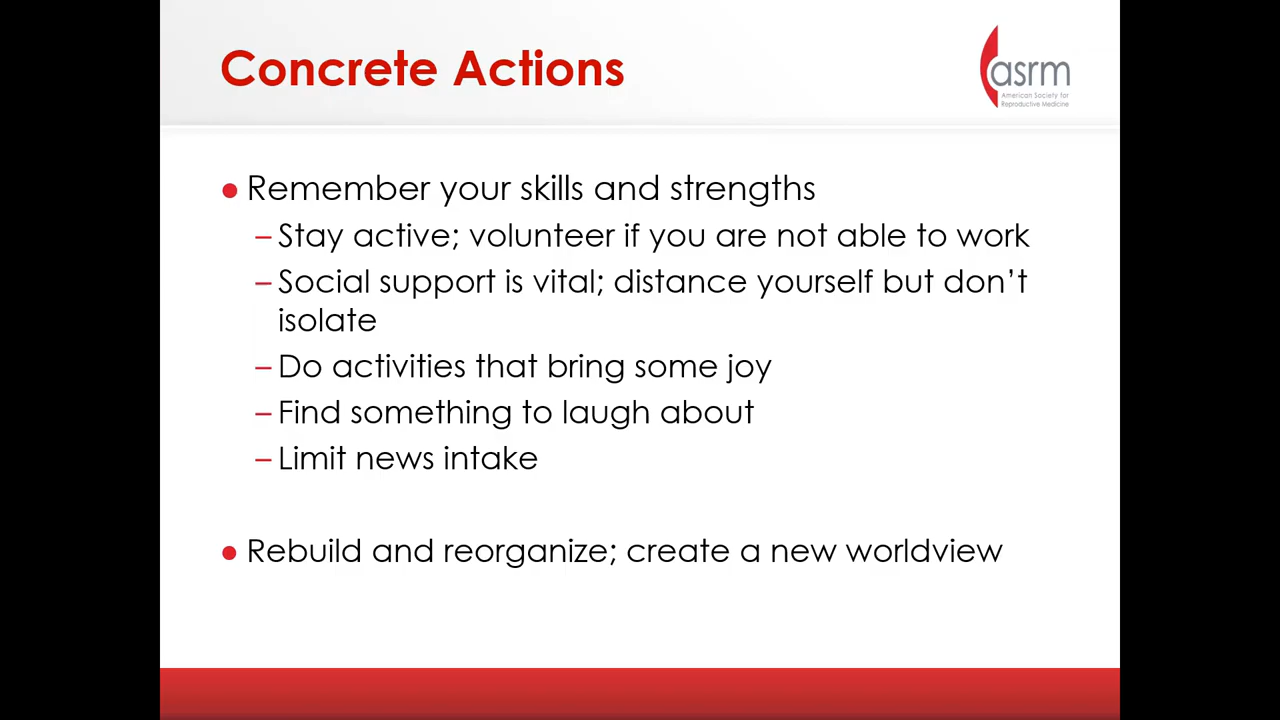 Concrete Actions
asrm
American Society for
Reproductive Medicine
● Remember your skills and strengths
– Stay active; volunteer if you are not able to work
– Social support is vital; distance yourself but don’t
isolate
– Do activities that bring some joy
– Find something to laugh about
– Limit news intake
● Rebuild and reorganize; create a new worldview